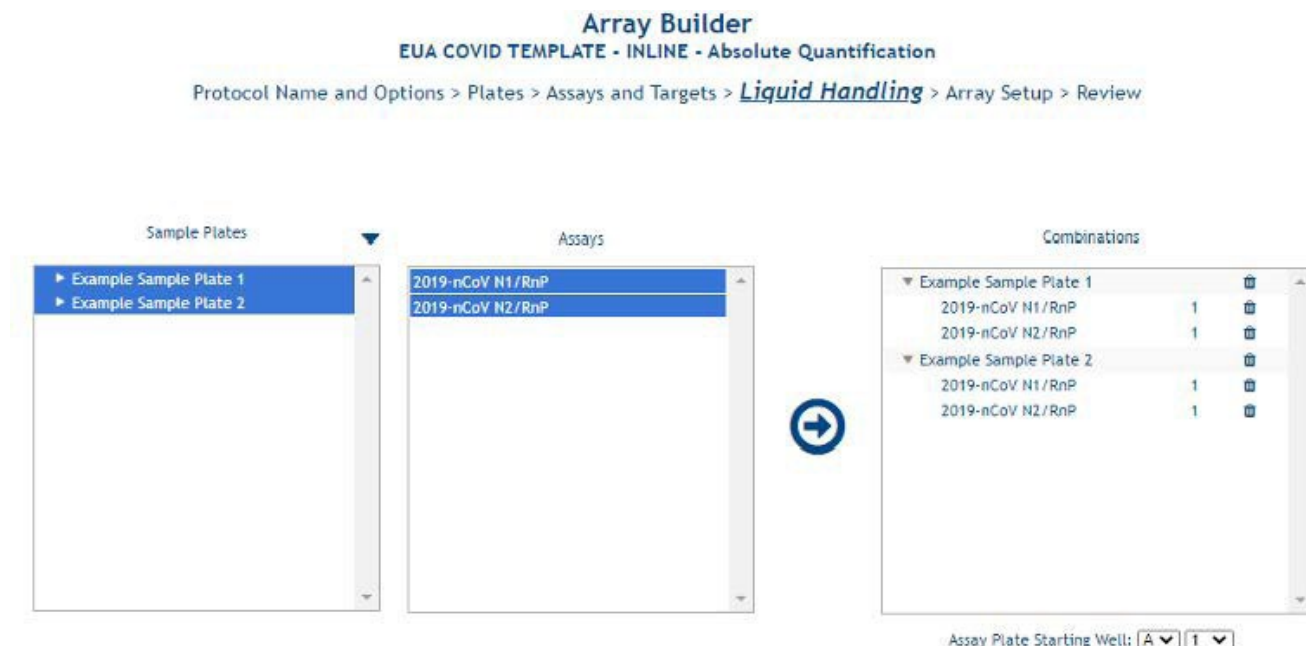 Array Builder
EUA COVID TEMPLATE - INLINE - Absolute Quantification
Protocol Name and Options > Plates > Assays and Targets > Liquid Handling > Array Setup > Review
Sample Plates
Example Sample Plate 1
Example Sample Plate 2
Assays
2019-nCoV N1/RnP
2019-nCoV N2/RnP
Combinations
Example Sample Plate 1
2019-nCoV N1/RnP 1
2019-nCoV N2/RnP 1
Example Sample Plate 2
2019-nCoV N1/RnP 1
2019-nCoV N2/RnP 1
Assay Plate Starting Well: A 1